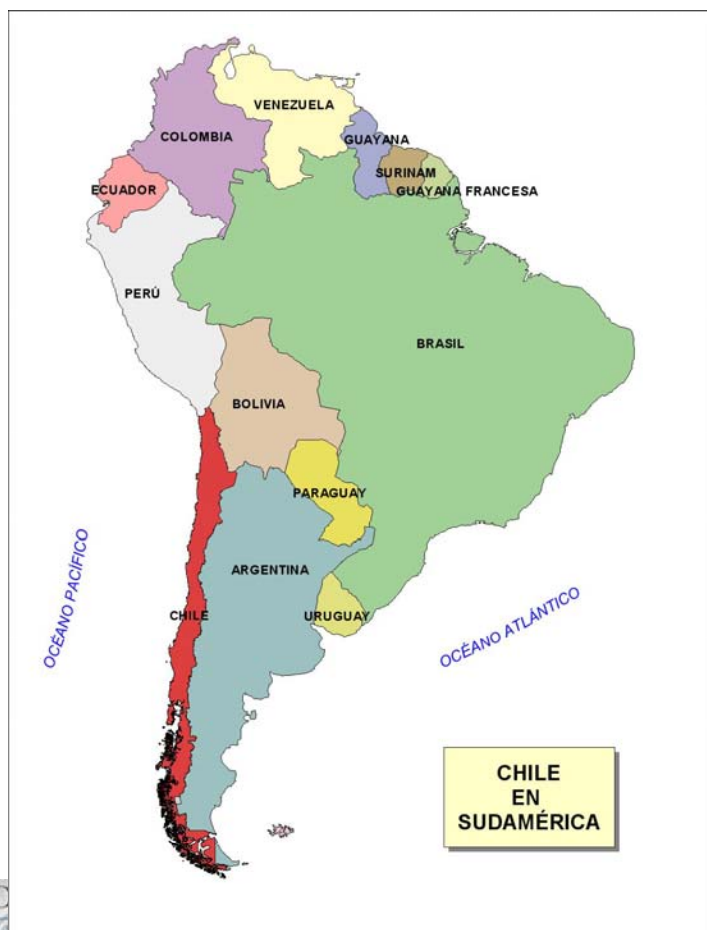 VENEZUELA
COLOMBIA
GUAYANA
SURINAM
ECUADOR
GUAYANA FRANCESA
PERÚ
BRASIL
BOLIVIA
PARAGUAY
ARGENTINA
CHILE
URUGUAY
OCÉANO PACÍFICO
OCÉANO ATLÁNTICO
CHILE
EN
SUDAMÉRICA